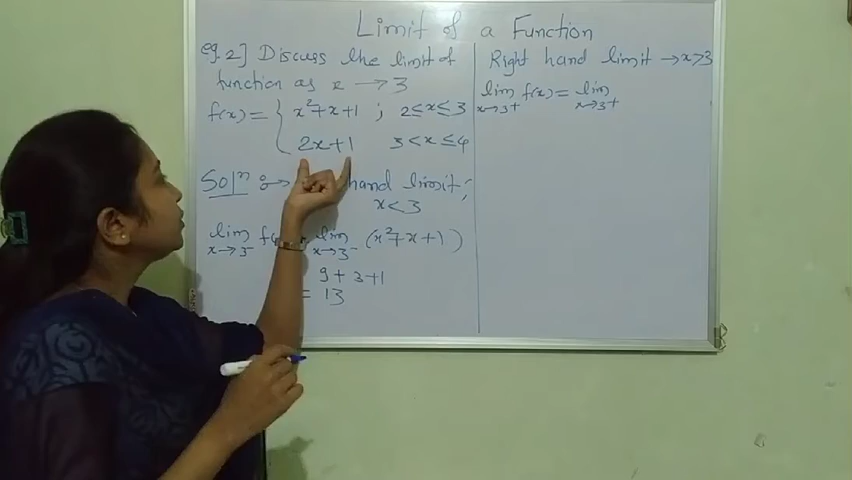 Limit of a Function
eg. 2] Discuss the limit of
function as x → 3
f(x) = { x²+x+1 ; 2≤x≤3
2x+1 3<x≤4
Solⁿ :→ hand limit ;
x<3
lim x→3⁻ f( lim x→3⁻ (x²+x+1)
9+3+1
= 13
Right hand limit → x>3
lim x→3+ f(x) = lim x→3+